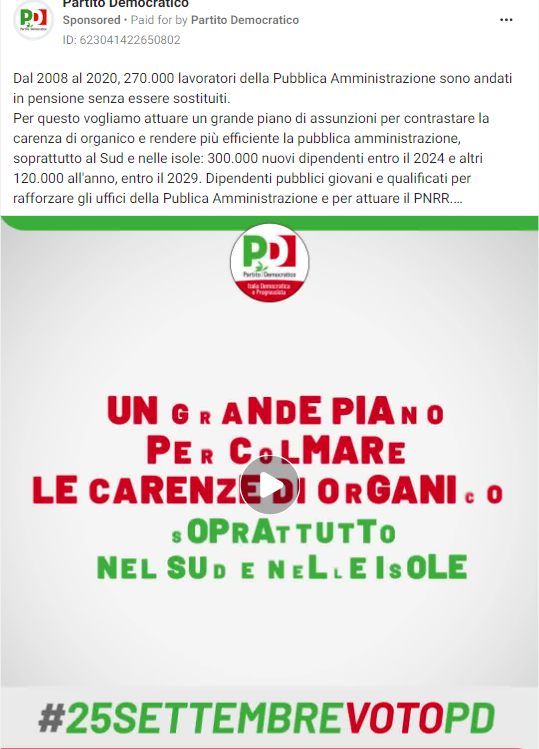 Partito Democratico
Sponsored • Paid for by Partito Democratico
ID: 623041422650802
Dal 2008 al 2020, 270.000 lavoratori della Pubblica Amministrazione sono andati
in pensione senza essere sostituiti.
Per questo vogliamo attuare un grande piano di assunzioni per contrastare la
carenza di organico e rendere più efficiente la pubblica amministrazione,
soprattutto al Sud e nelle isole: 300.000 nuovi dipendenti entro il 2024 e altri
120.000 all'anno, entro il 2029. Dipendenti pubblici giovani e qualificati per
rafforzare gli uffici della Publica Amministrazione e per attuare il PNRR....
PD
Partito Democratico
Italia Democratica
e Progressista
UN GRANDE PIANO
PER COLMARE
LE CARENZE DI ORGANICO
SOPRATTUTTO
NEL SUD E NELLE ISOLE
#25SETTEMBREVOTOPD